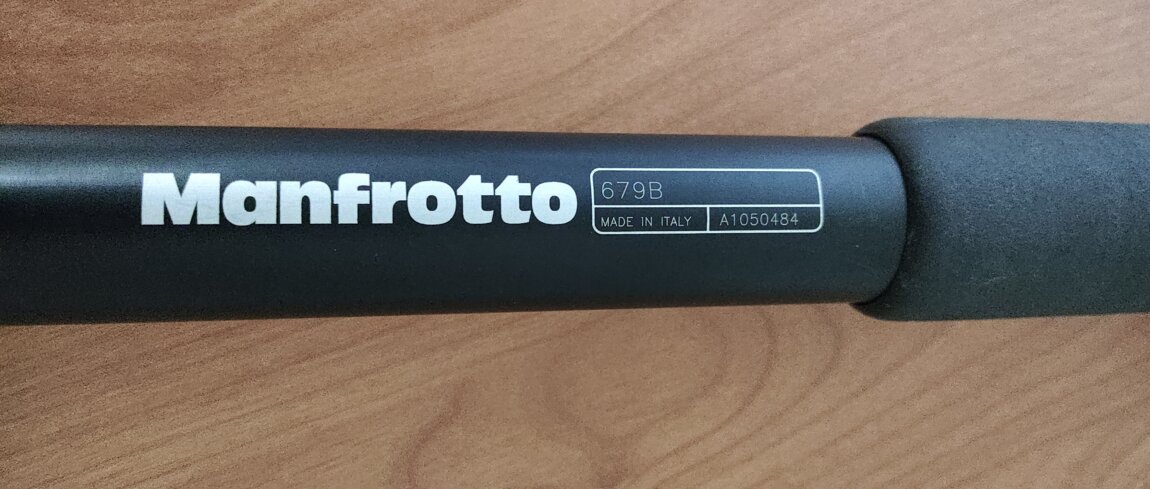 Manfrotto
679B
MADE IN ITALY
A1050484